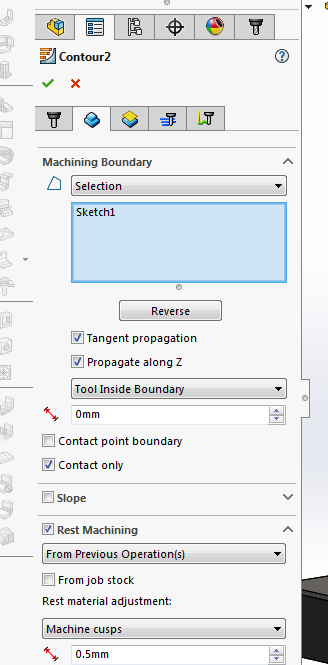 Contour2
Machining Boundary
Selection
Sketch1
Reverse
Tangent propagation
Propagate along Z
Tool Inside Boundary
0mm
Contact point boundary
Contact only
Slope
Rest Machining
From Previous Operation(s)
From job stock
Rest material adjustment:
Machine cusps
0.5mm